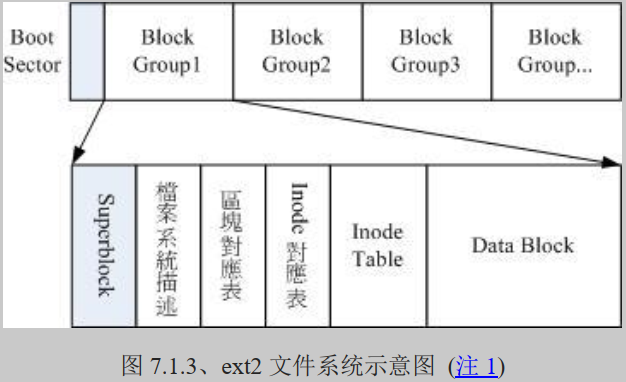 Boot
Sector
Block
Group1
Block
Group2
Block
Group3
Block
Group...
Superblock
檔案系統描述
區塊對應表
Inode 對應表
Inode
Table
Data Block
图 7.1.3、ext2 文件系统示意图 (注 1)